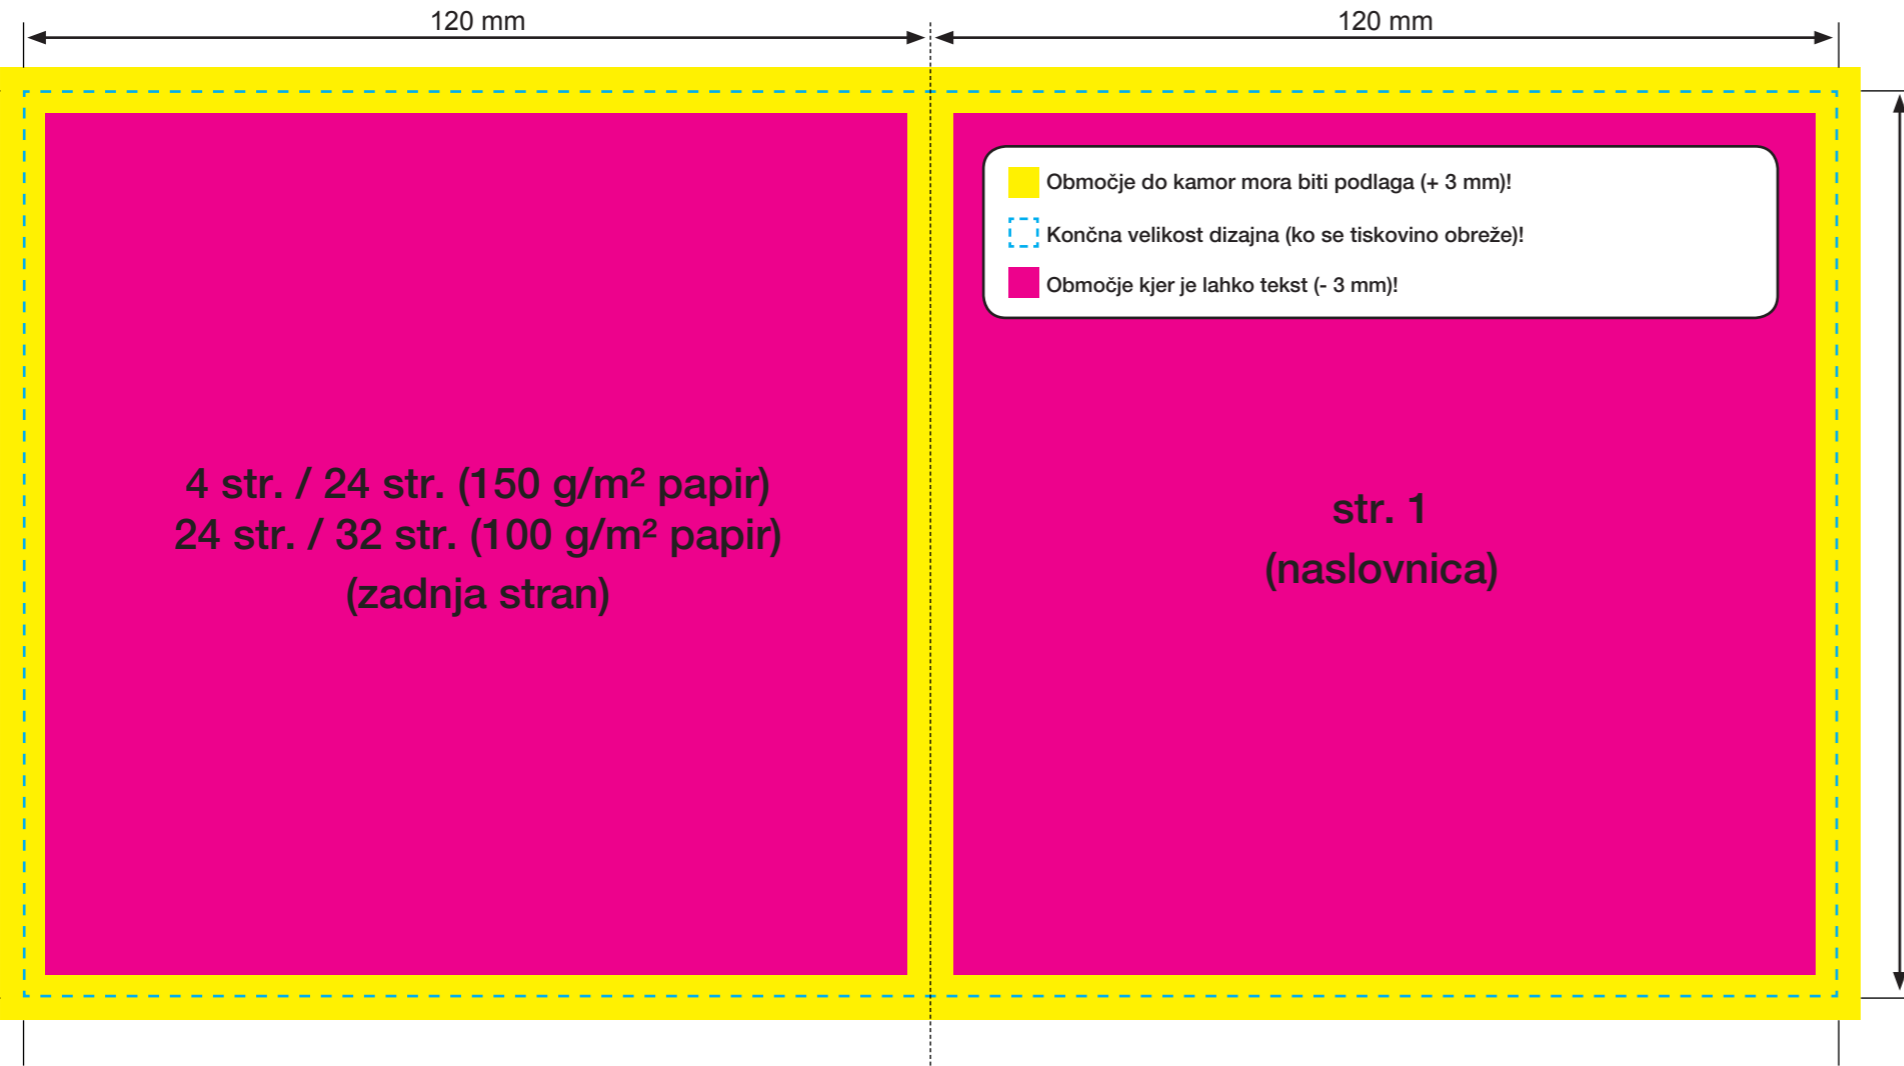 120 mm
120 mm
Območje do kamor mora biti podlaga (+ 3 mm)!
Končna velikost dizajna (ko se tiskovino obreže)!
Območje kjer je lahko tekst (- 3 mm)!
4 str. / 24 str. (150 g/m² papir)
24 str. / 32 str. (100 g/m² papir)
(zadnja stran)
str. 1
(naslovnica)